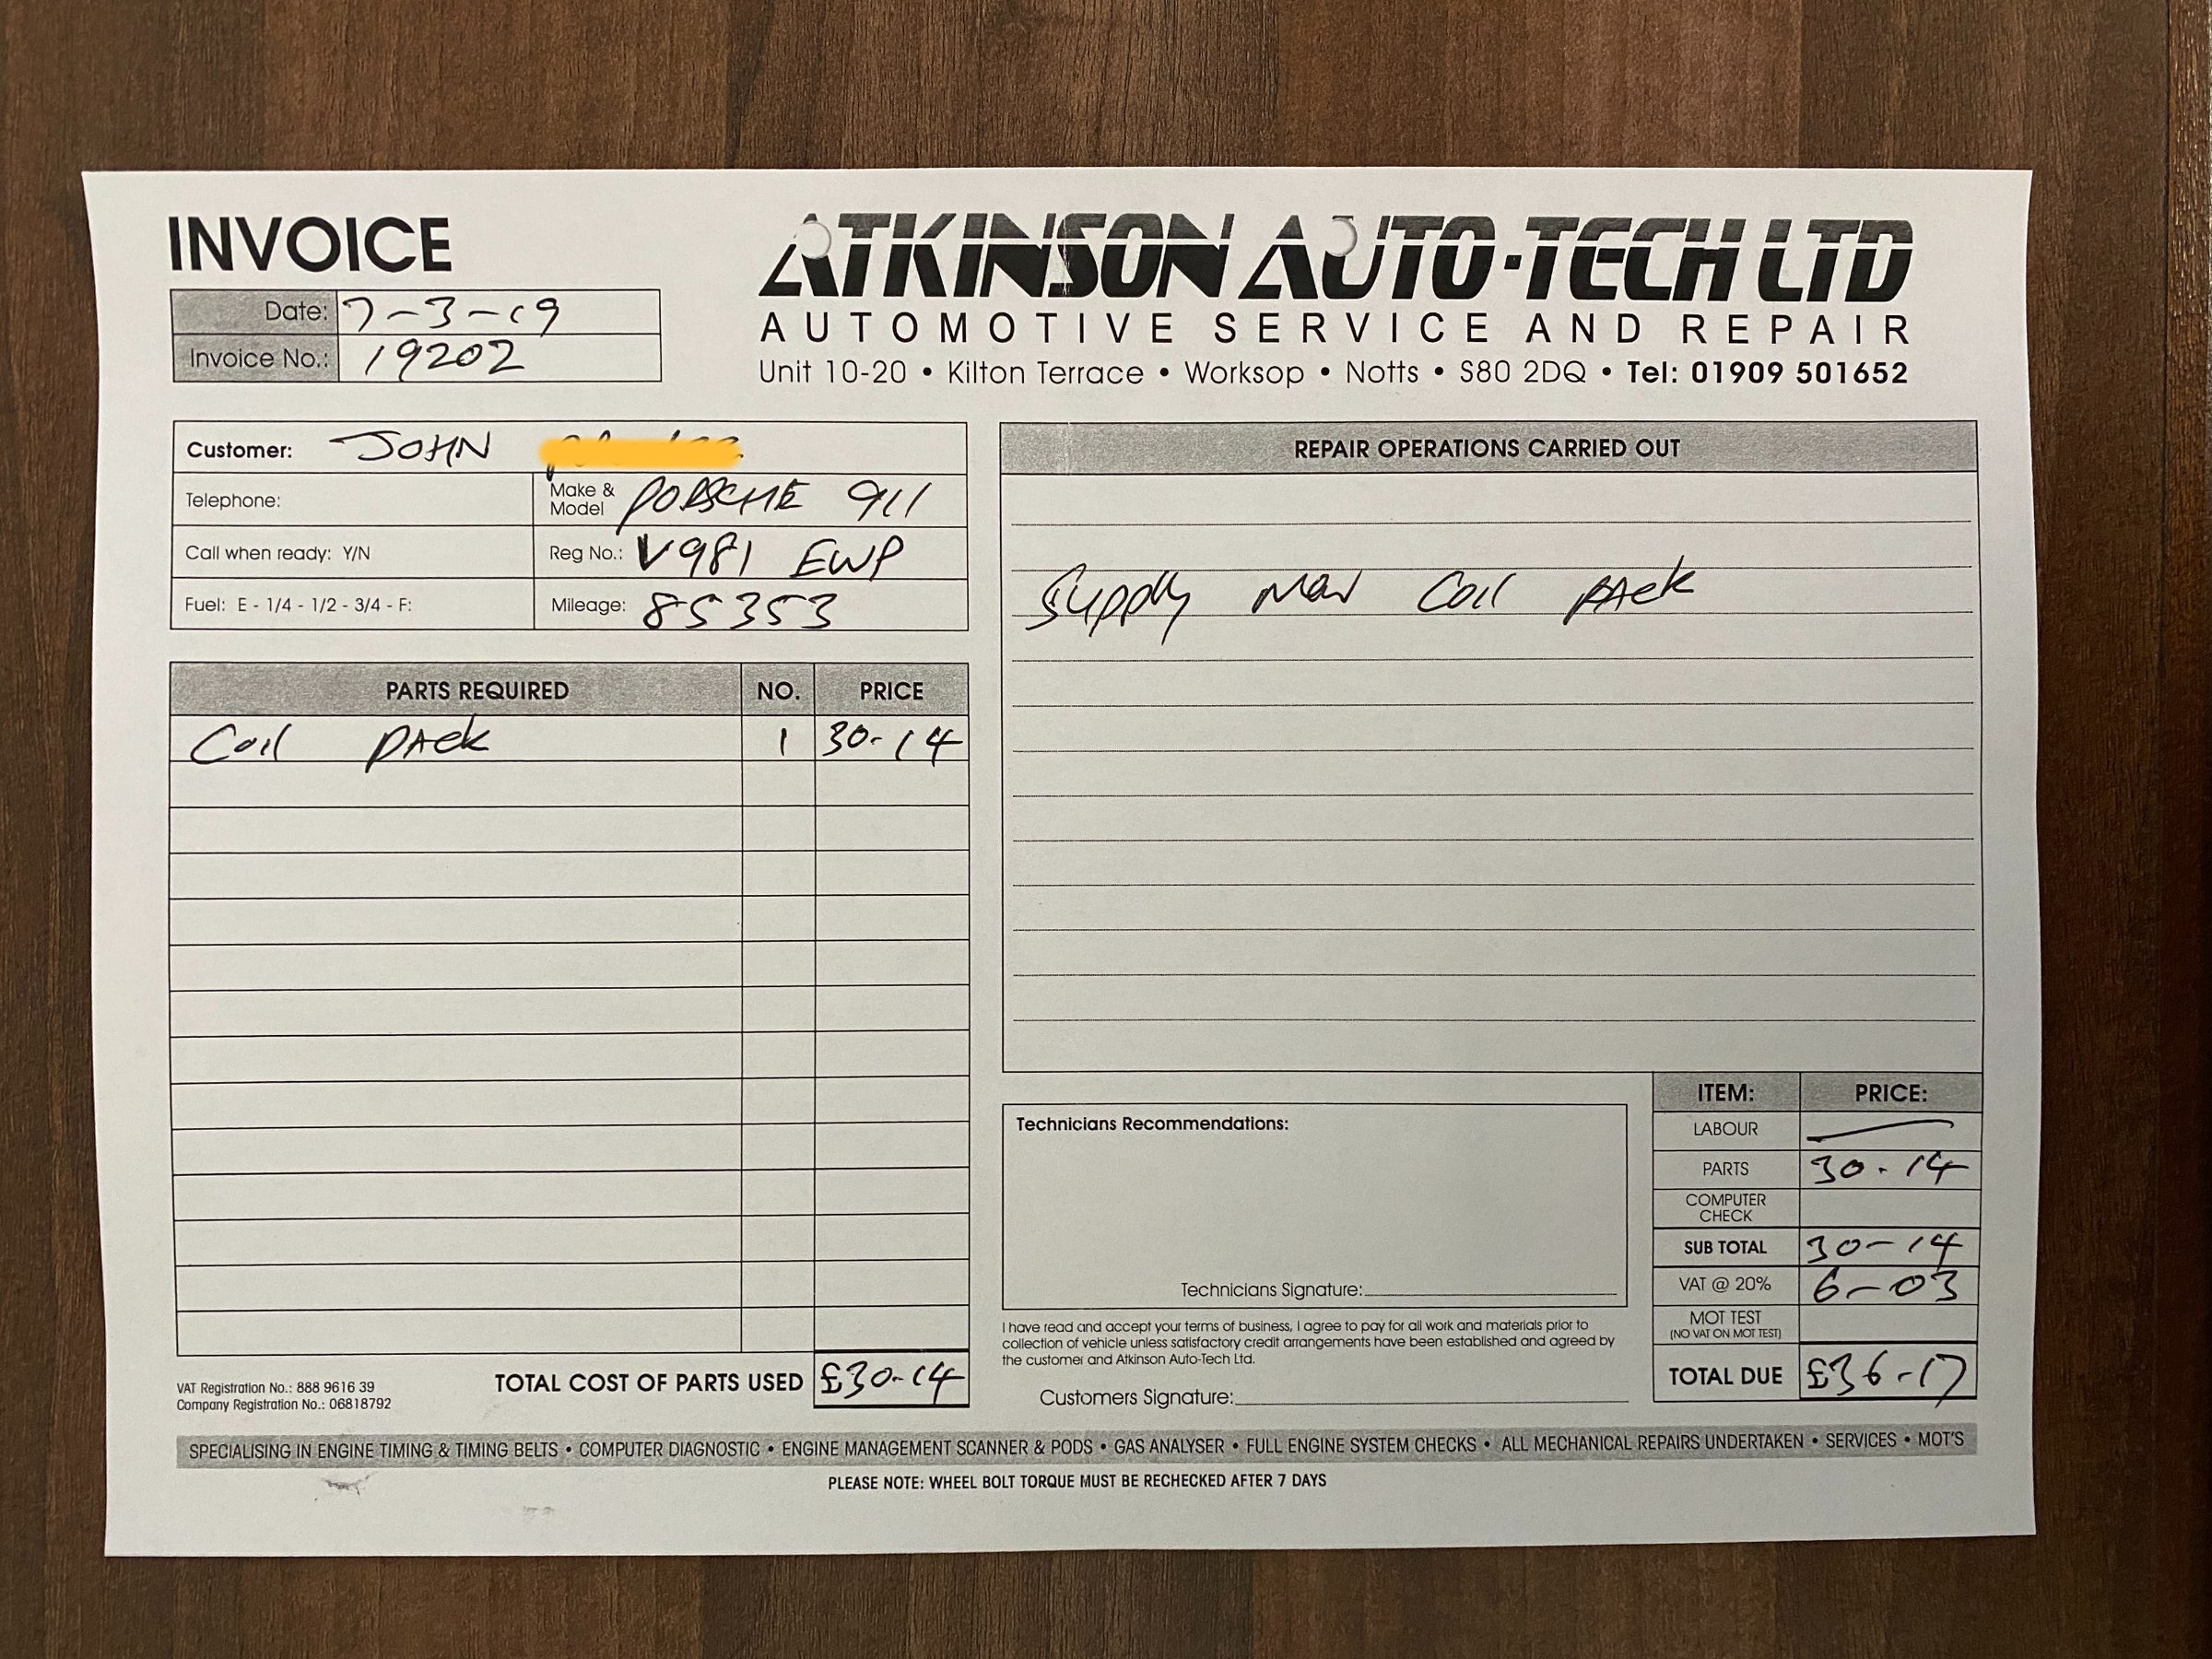 INVOICE
Date: 7-3-19
Invoice No.: 19202
ATKINSON AUTO-TECH LTD
AUTOMOTIVE SERVICE AND REPAIR
Unit 10-20 • Kilton Terrace • Worksop • Notts • S80 2DQ • Tel: 01909 501652
Customer: JOHN
Telephone:
Make & Model PORSCHE 911
Call when ready: Y/N
Reg No.: V981 EWP
Fuel: E - 1/4 - 1/2 - 3/4 - F:
Mileage: 85353
PARTS REQUIRED NO. PRICE
Coil PAck 1 30-14
TOTAL COST OF PARTS USED £30-14
VAT Registration No.: 888 9616 39
Company Registration No.: 06818792
REPAIR OPERATIONS CARRIED OUT
Supply New Coil PAck
Technicians Recommendations:
Technicians Signature:
I have read and accept your terms of business, I agree to pay for all work and materials prior to
collection of vehicle unless satisfactory credit arrangements have been established and agreed by
the customer and Atkinson Auto-Tech Ltd.
Customers Signature:
ITEM: PRICE:
LABOUR —
PARTS 30-14
COMPUTER CHECK
SUB TOTAL 30-14
VAT @ 20% 6-03
MOT TEST
(NO VAT ON MOT TEST)
TOTAL DUE £36-17
SPECIALISING IN ENGINE TIMING & TIMING BELTS • COMPUTER DIAGNOSTIC • ENGINE MANAGEMENT SCANNER & PODS • GAS ANALYSER • FULL ENGINE SYSTEM CHECKS • ALL MECHANICAL REPAIRS UNDERTAKEN • SERVICES • MOT'S
PLEASE NOTE: WHEEL BOLT TORQUE MUST BE RECHECKED AFTER 7 DAYS